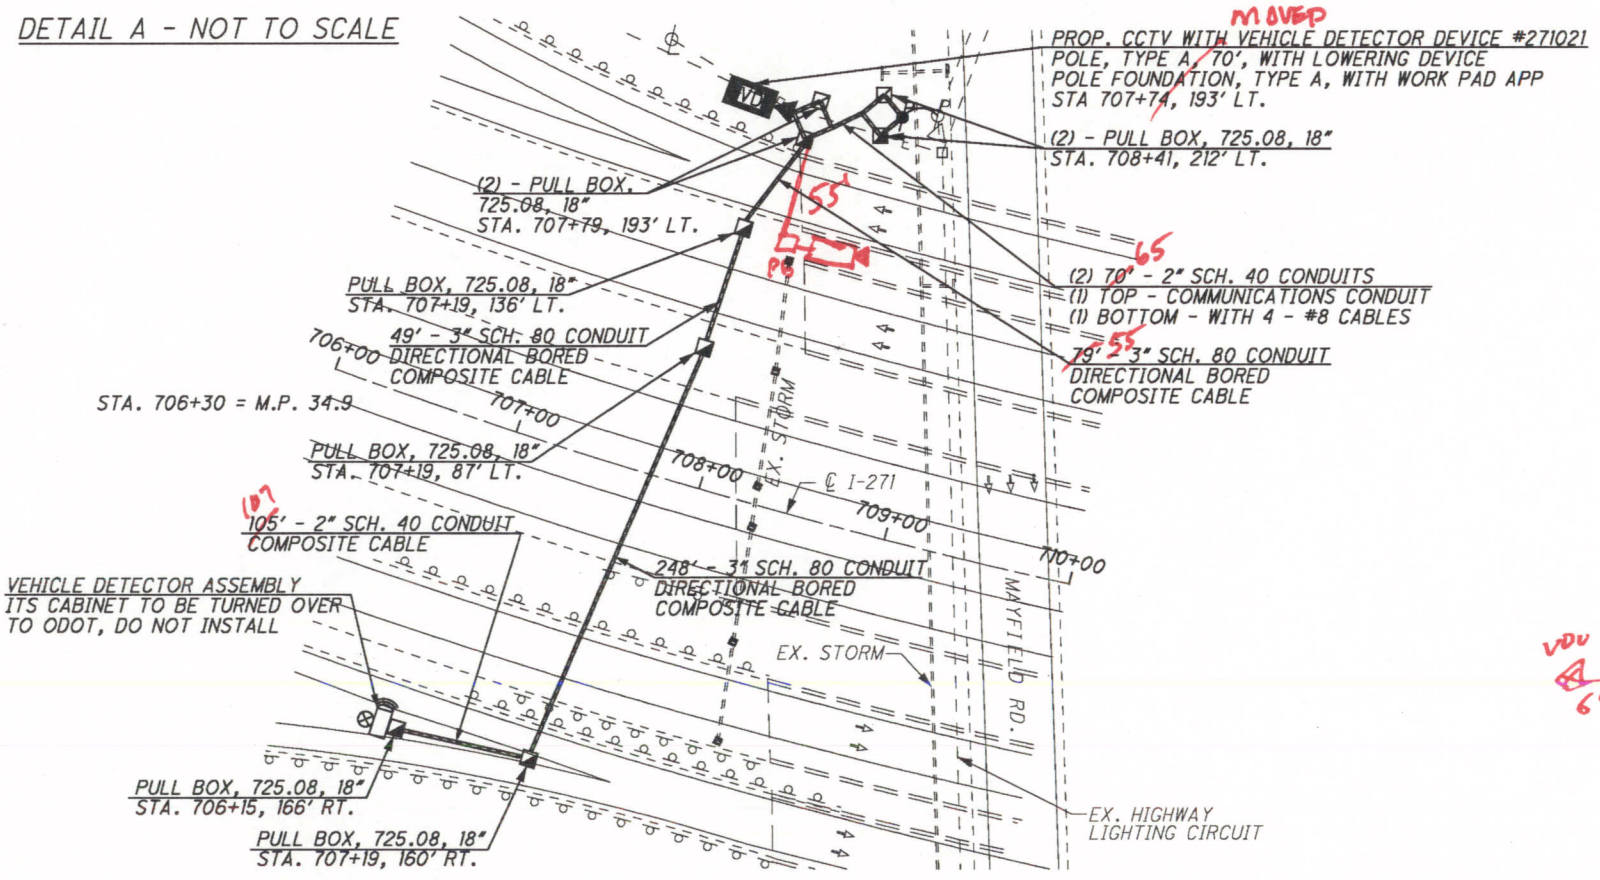 DETAIL A - NOT TO SCALE
MOVED
PROP. CCTV WITH VEHICLE DETECTOR DEVICE #271021
POLE, TYPE A, 70', WITH LOWERING DEVICE
POLE FOUNDATION, TYPE A, WITH WORK PAD APP
STA 707+74, 193' LT.
VD
(2) - PULL BOX, 725.08, 18"
STA. 708+41, 212' LT.
(2) - PULL BOX,
725.08, 18"
STA. 707+79, 193' LT.
55'
PB
65
(2) 70' - 2" SCH. 40 CONDUITS
(1) TOP - COMMUNICATIONS CONDUIT
(1) BOTTOM - WITH 4 - #8 CABLES
55
79' - 3" SCH. 80 CONDUIT
DIRECTIONAL BORED
COMPOSITE CABLE
PULL BOX, 725.08, 18"
STA. 707+19, 136' LT.
49' - 3" SCH. 80 CONDUIT
DIRECTIONAL BORED
COMPOSITE CABLE
706+00
STA. 706+30 = M.P. 34.9
707+00
PULL BOX, 725.08, 18"
STA. 707+19, 87' LT.
EX. STORM
708+00
℄ I-271
709+00
710+00
107
105' - 2" SCH. 40 CONDUIT
COMPOSITE CABLE
248' - 3" SCH. 80 CONDUIT
DIRECTIONAL BORED
COMPOSITE CABLE
VEHICLE DETECTOR ASSEMBLY
ITS CABINET TO BE TURNED OVER
TO ODOT, DO NOT INSTALL
EX. STORM
MAYFIELD RD.
PULL BOX, 725.08, 18"
STA. 706+15, 166' RT.
PULL BOX, 725.08, 18"
STA. 707+19, 160' RT.
EX. HIGHWAY
LIGHTING CIRCUIT